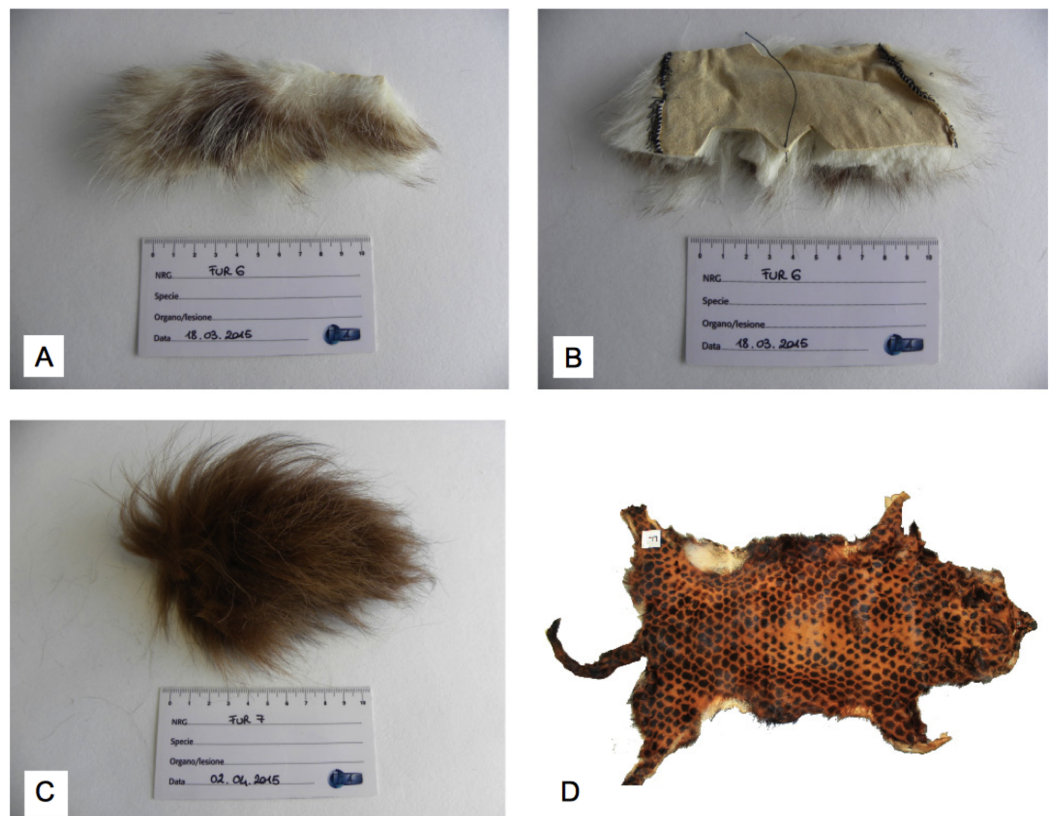 0 1 2 3 4 5 6 7 8 9 10
NRG FUR 6
Specie
Organo/lesione
Data 18.03.2015
A
0 1 2 3 4 5 6 7 8 9 10
NRG FUR 6
Specie
Organo/lesione
Data 18.03.2015
B
0 1 2 3 4 5 6 7 8 9 10
NRG FUR 7
Specie
Organo/lesione
Data 02.04.2015
C
D